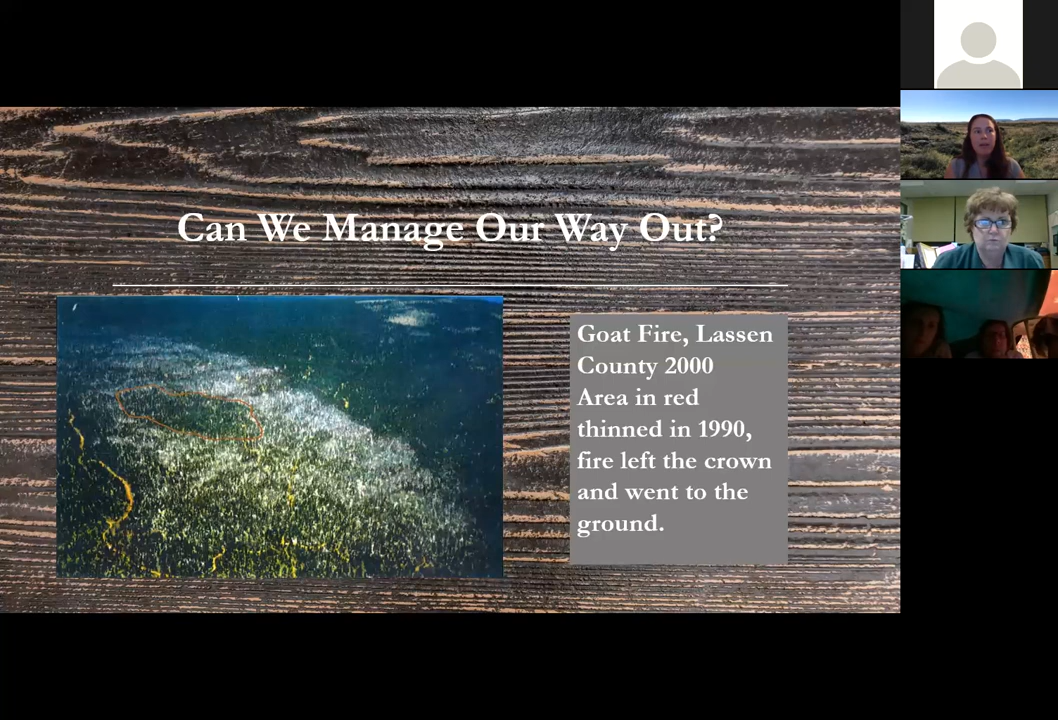 Can We Manage Our Way Out?
Goat Fire, Lassen
County 2000
Area in red
thinned in 1990,
fire left the crown
and went to the
ground.